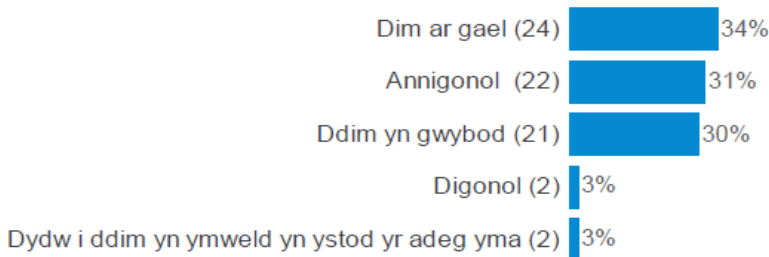 Dim ar gael (24) 34%
Annigonol (22) 31%
Ddim yn gwybod (21) 30%
Digonol (2) 3%
Dydw i ddim yn ymweld yn ystod yr adeg yma (2) 3%